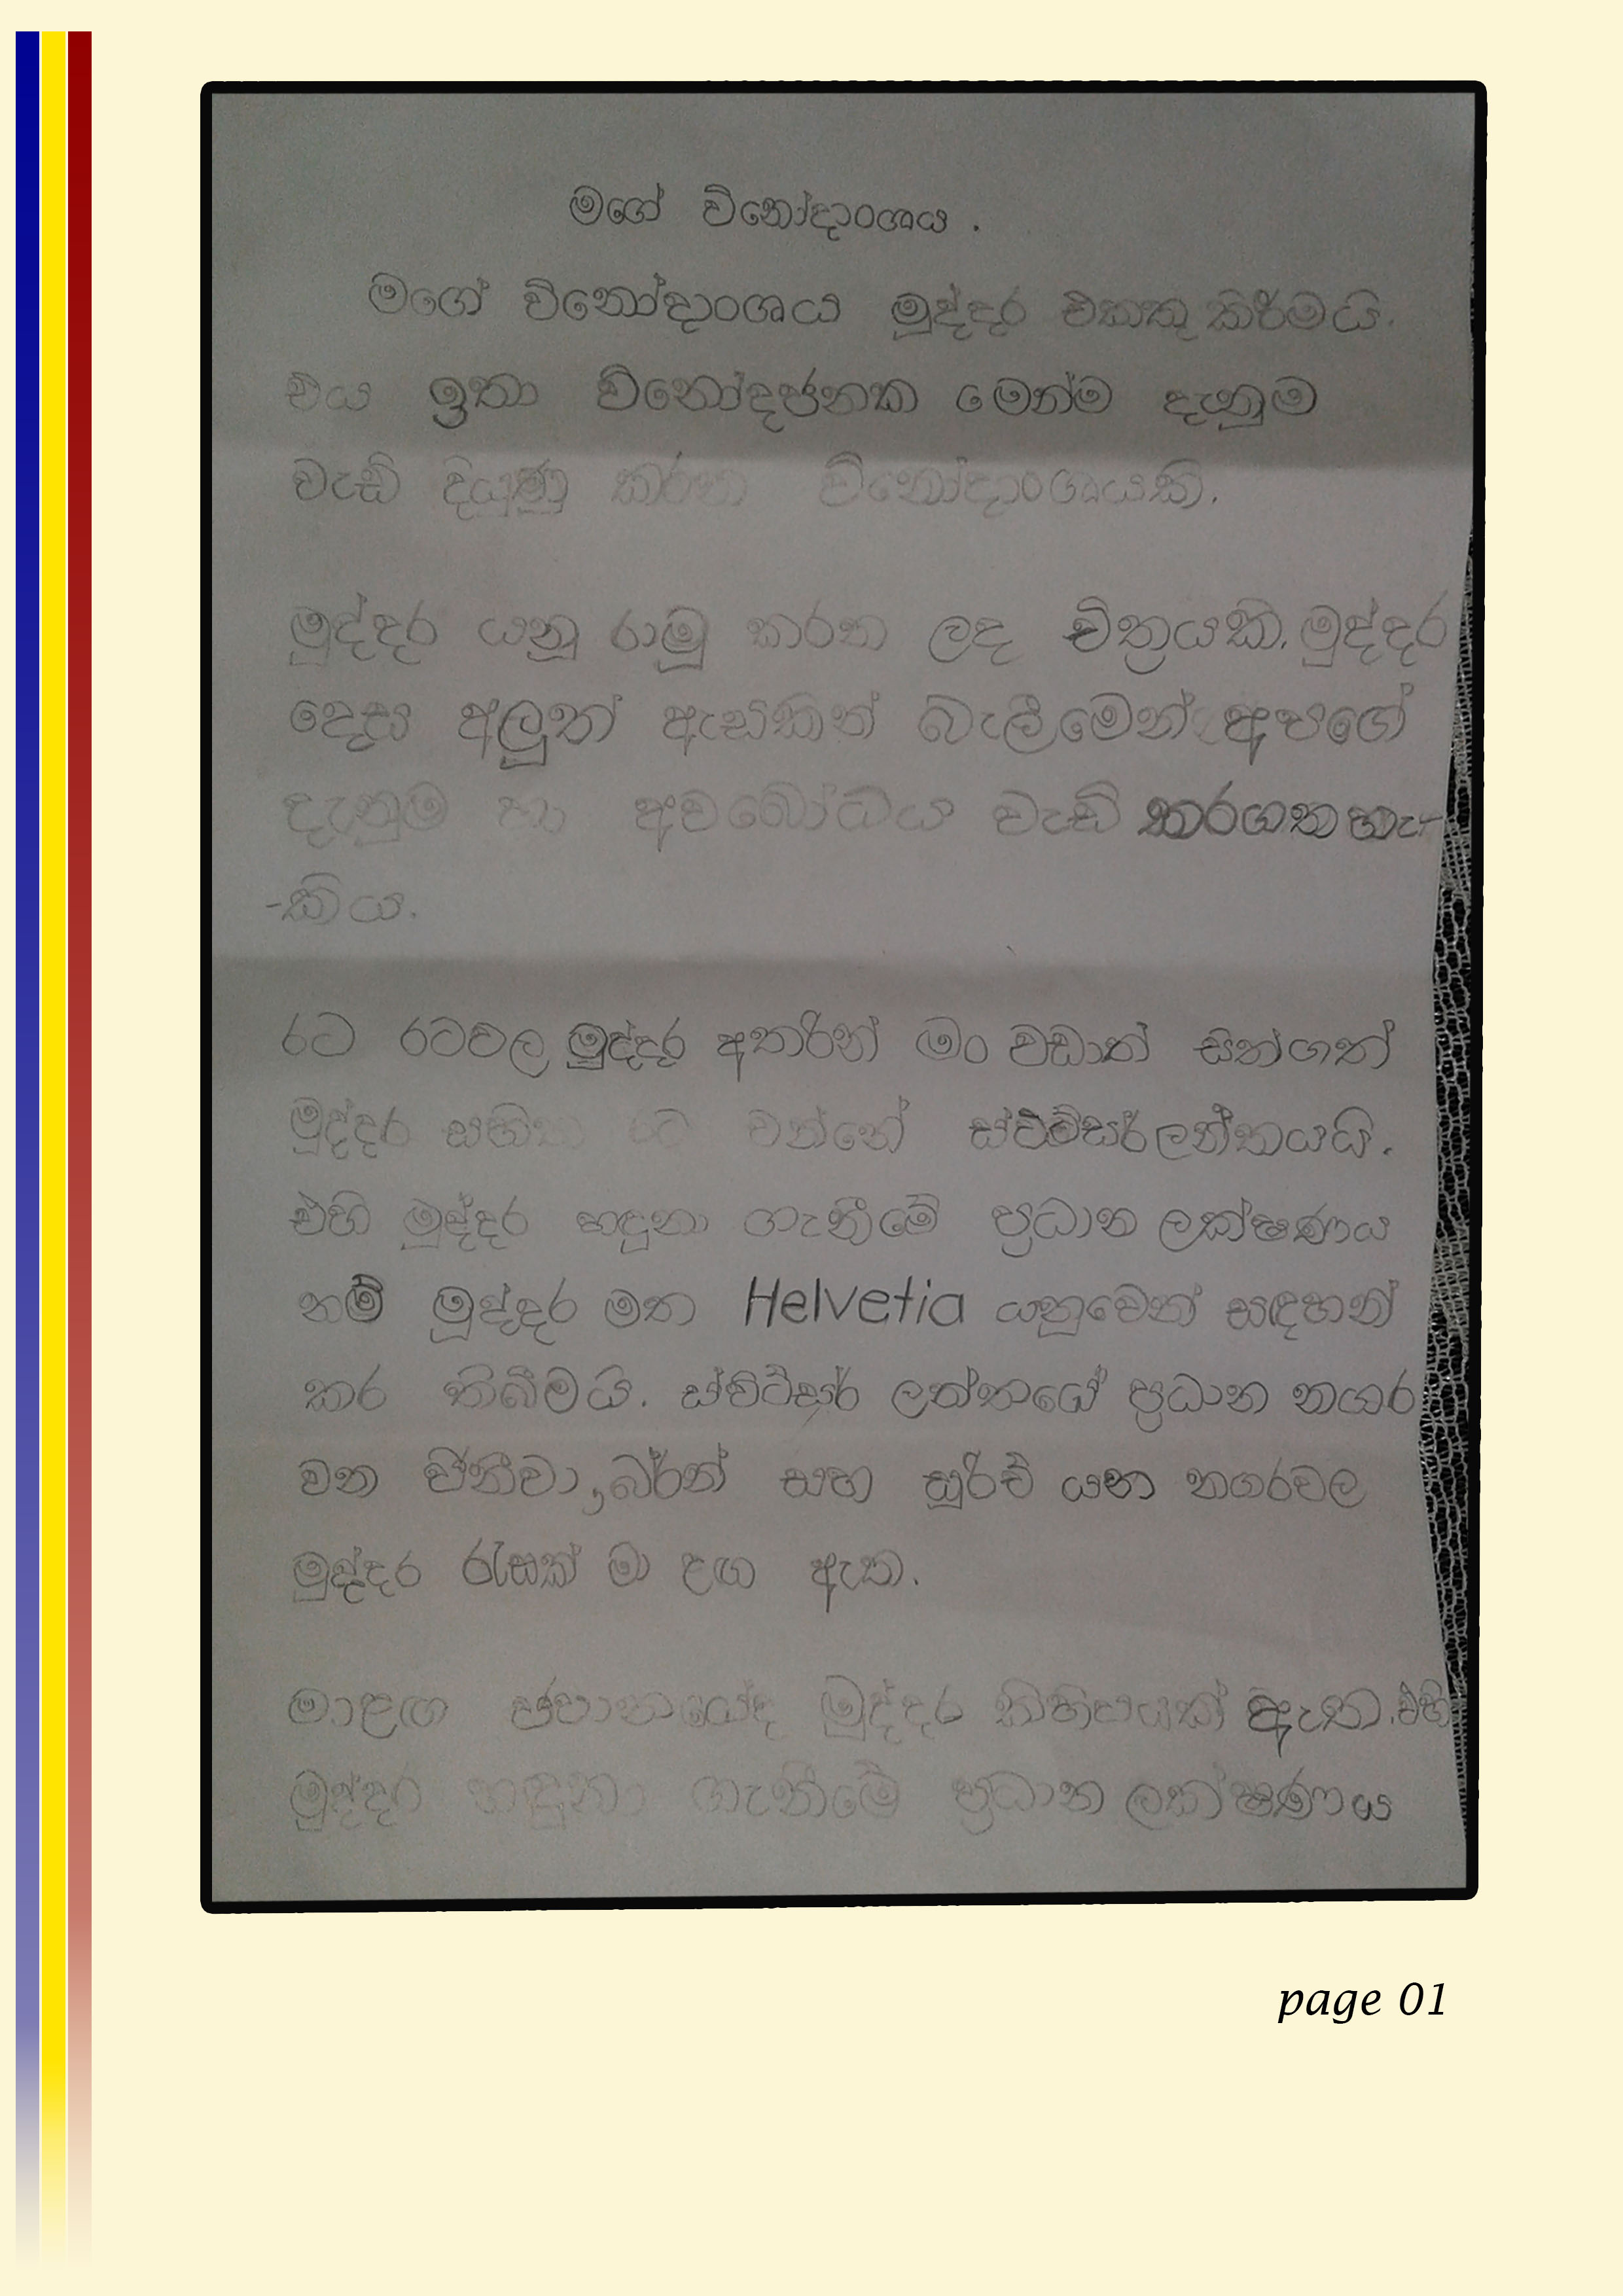 මගේ විනෝදාංශය.
මගේ විනෝදාංශය මුද්දර එකතු කිරීමයි.
එය ඉතා විනෝදජනක මෙන්ම දැනුම
වැඩි දියුණු කරන විනෝදාංශයකි.
මුද්දර යනු රාමු කරන ලද චිත්‍රයකි. මුද්දර
දෙස අලුත් ඇසකින් බැලීමෙන් අපගේ
දැනුම හා අවබෝධය වැඩි කරගත හැ-
-කිය.
රට රටවල මුද්දර අතරින් මං වඩාත් සිත්ගත්
මුද්දර සහිත රට වන්නේ ස්විට්සර්ලන්තයයි.
එහි මුද්දර හඳුනා ගැනීමේ ප්‍රධාන ලක්ෂණය
නම් මුද්දර මත Helvetia යනුවෙන් සඳහන්
කර තිබීමයි. ස්විට්සර් ලන්තයේ ප්‍රධාන නගර
වන ජිනීවා, බර්න් සහ සූරිච් යන නගරවල
මුද්දර රැසක් මා ළඟ ඇත.
මාළඟ ජපානයේද මුද්දර කිහිපයක් ඇත. එහි
මුද්දර හඳුනා ගැනීමේ ප්‍රධාන ලක්ෂණය
page 01